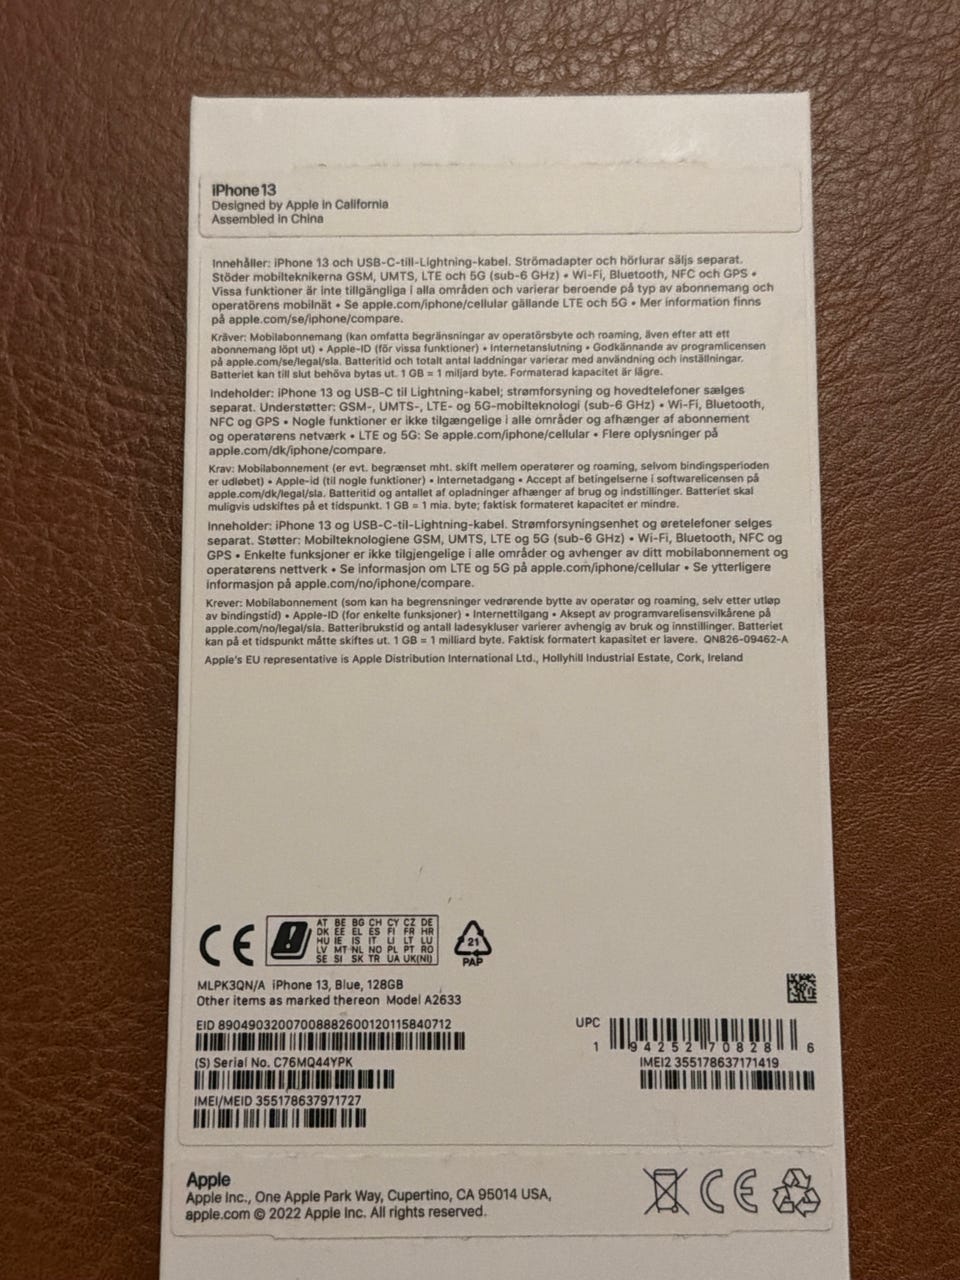 iPhone 13
Designed by Apple in California
Assembled in China
Innehåller: iPhone 13 och USB-C-till-Lightning-kabel. Strömadapter och hörlurar säljs separat.
Stöder mobilteknikerna GSM, UMTS, LTE och 5G (sub-6 GHz) • Wi-Fi, Bluetooth, NFC och GPS •
Vissa funktioner är inte tillgängliga i alla områden och varierar beroende på typ av abonnemang och
operatörens mobilnät • Se apple.com/iphone/cellular gällande LTE och 5G • Mer information finns
på apple.com/se/iphone/compare.
Kräver: Mobilabonnemang (kan omfatta begränsningar av operatörsbyte och roaming, även efter att ett
abonnemang löpt ut) • Apple-ID (för vissa funktioner) • Internetanslutning • Godkännande av programlicensen
på apple.com/se/legal/sla. Batteritid och totalt antal laddningar varierar med användning och inställningar.
Batteriet kan till slut behöva bytas ut. 1 GB = 1 miljard byte. Formaterad kapacitet är lägre.
Indeholder: iPhone 13 og USB-C til Lightning-kabel; strømforsyning og hovedtelefoner sælges
separat. Understøtter: GSM-, UMTS-, LTE- og 5G-mobilteknologi (sub-6 GHz) • Wi-Fi, Bluetooth,
NFC og GPS • Nogle funktioner er ikke tilgængelige i alle områder og afhænger af abonnement
og operatørens netværk • LTE og 5G: Se apple.com/iphone/cellular • Flere oplysninger på
apple.com/dk/iphone/compare.
Krav: Mobilabonnement (er evt. begrænset mht. skift mellem operatører og roaming, selvom bindingsperioden
er udløbet) • Apple-id (til nogle funktioner) • Internetadgang • Accept af betingelserne i softwarelicensen på
apple.com/dk/legal/sla. Batteritid og antallet af opladninger afhænger af brug og indstillinger. Batteriet skal
muligvis udskiftes på et tidspunkt. 1 GB = 1 mia. byte; faktisk formateret kapacitet er mindre.
Inneholder: iPhone 13 og USB-C-til-Lightning-kabel. Strømforsyningsenhet og øretelefoner selges
separat. Støtter: Mobilteknologiene GSM, UMTS, LTE og 5G (sub-6 GHz) • Wi-Fi, Bluetooth, NFC og
GPS • Enkelte funksjoner er ikke tilgjengelige i alle områder og avhenger av ditt mobilabonnement og
operatørens nettverk • Se informasjon om LTE og 5G på apple.com/iphone/cellular • Se ytterligere
informasjon på apple.com/no/iphone/compare.
Krever: Mobilabonnement (som kan ha begrensninger vedrørende bytte av operatør og roaming, selv etter utløp
av bindingstid) • Apple-ID (for enkelte funksjoner) • Internettilgang • Aksept av programvarelisensvilkårene på
apple.com/no/legal/sla. Batteribrukstid og antall ladesykluser varierer avhengig av bruk og innstillinger. Batteriet
kan på et tidspunkt måtte skiftes ut. 1 GB = 1 milliard byte. Faktisk formatert kapasitet er lavere. QN826-09462-A
Apple's EU representative is Apple Distribution International Ltd., Hollyhill Industrial Estate, Cork, Ireland
CE
AT BE BG CH CY CZ DE
DK EE EL ES FI FR HR
HU IE IS IT LI LT LU
LV MT NL NO PL PT RO
SE SI SK TR UA UK(NI)
21
PAP
MLPK3QN/A iPhone 13, Blue, 128GB
Other items as marked thereon Model A2633
EID 89049032007008882600120115840712
UPC
1 94252 70828 6
(S) Serial No. C76MQ44YPK
IMEI2 355178637171419
IMEI/MEID 355178637971727
Apple
Apple Inc., One Apple Park Way, Cupertino, CA 95014 USA,
apple.com © 2022 Apple Inc. All rights reserved.
CE